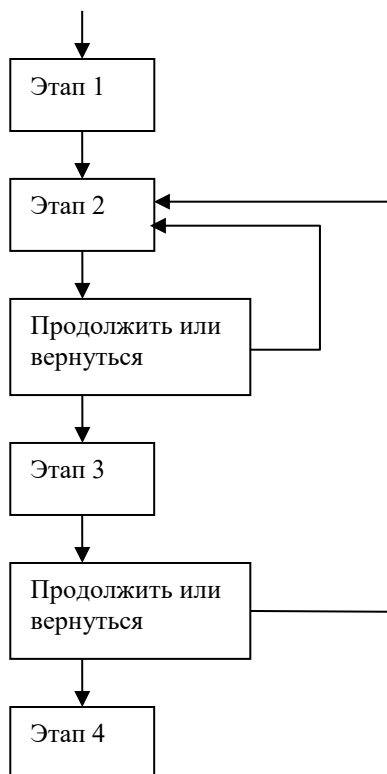 Этап 1
Этап 2
Продолжить или
вернуться
Этап 3
Продолжить или
вернуться
Этап 4